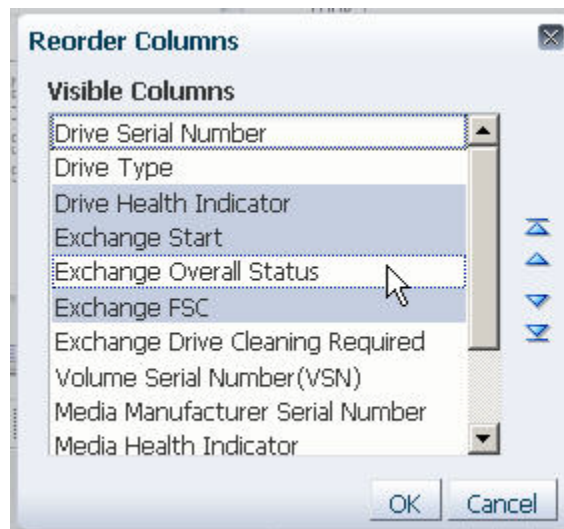 Reorder Columns
Visible Columns
Drive Serial Number
Drive Type
Drive Health Indicator
Exchange Start
Exchange Overall Status
Exchange FSC
Exchange Drive Cleaning Required
Volume Serial Number(VSN)
Media Manufacturer Serial Number
Media Health Indicator
OK Cancel